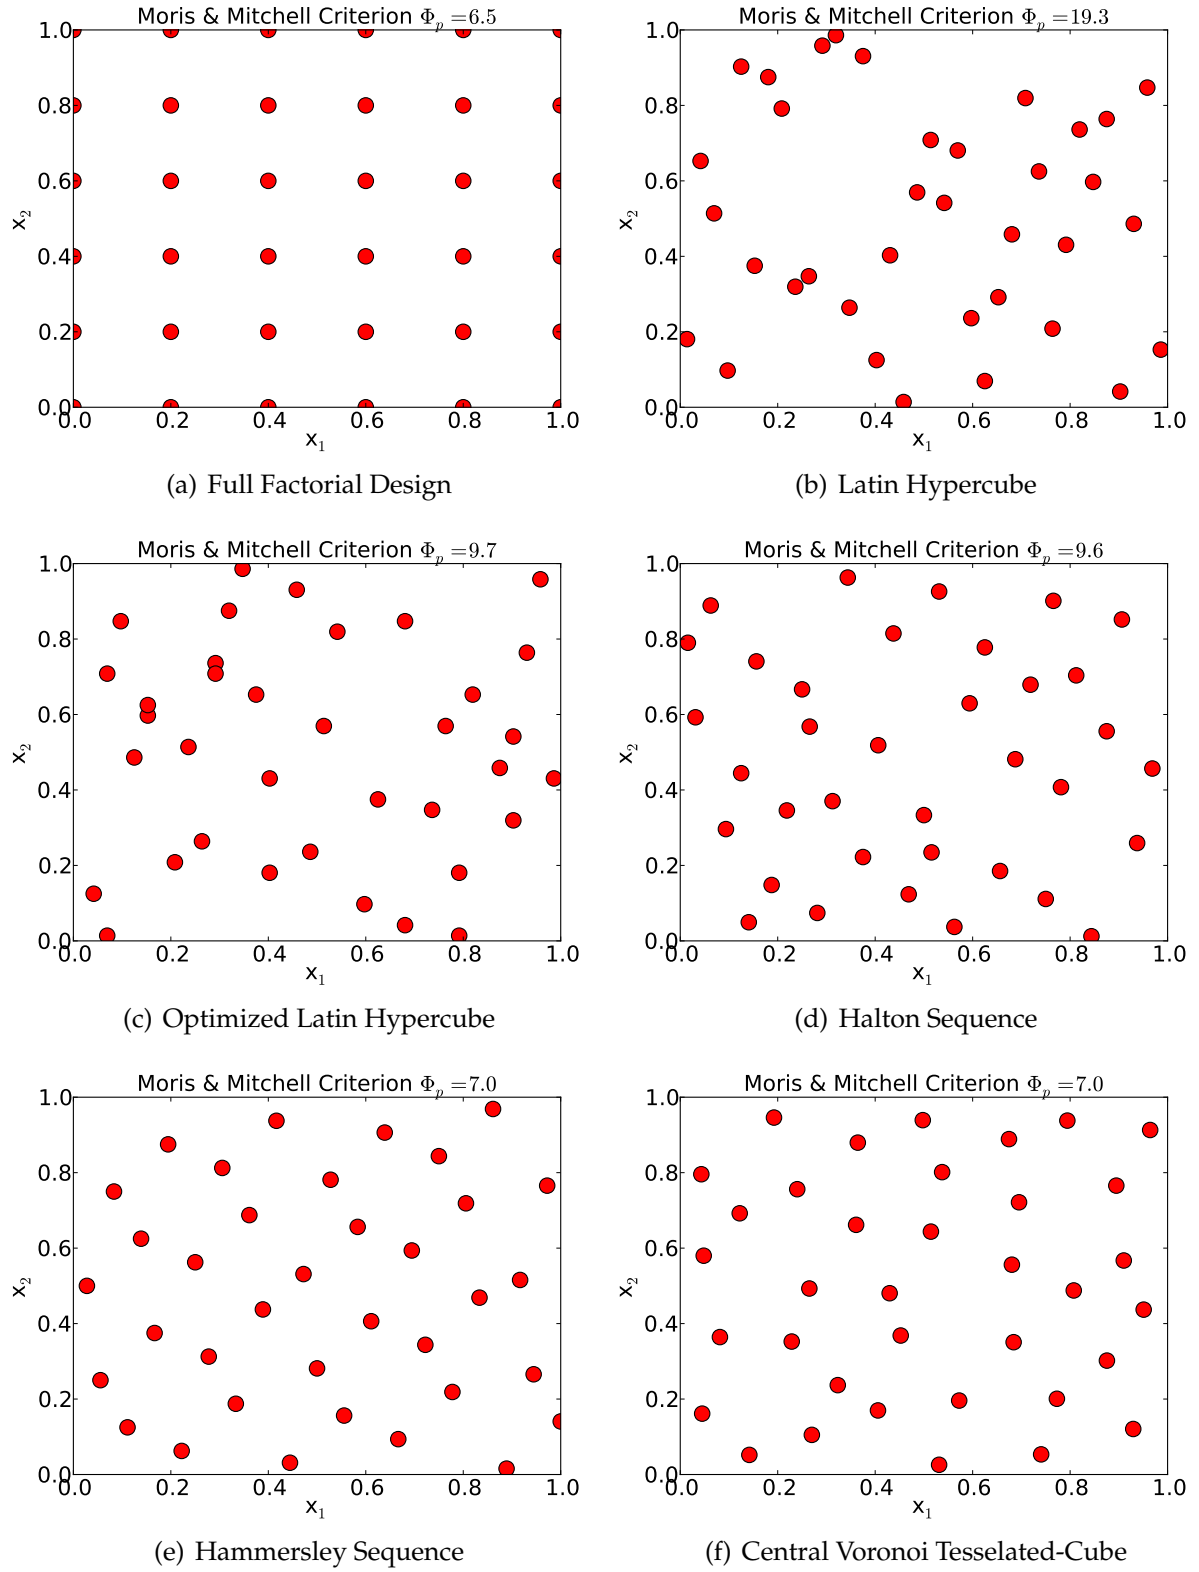 Moris & Mitchell Criterion Φp =6.5
1.0
0.8
0.6
0.4
0.2
0.0
x2
0.0 0.2 0.4 0.6 0.8 1.0
x1
(a) Full Factorial Design
Moris & Mitchell Criterion Φp =19.3
1.0
0.8
0.6
0.4
0.2
0.0
x2
0.0 0.2 0.4 0.6 0.8 1.0
x1
(b) Latin Hypercube
Moris & Mitchell Criterion Φp =9.7
1.0
0.8
0.6
0.4
0.2
0.0
x2
0.0 0.2 0.4 0.6 0.8 1.0
x1
(c) Optimized Latin Hypercube
Moris & Mitchell Criterion Φp =9.6
1.0
0.8
0.6
0.4
0.2
0.0
x2
0.0 0.2 0.4 0.6 0.8 1.0
x1
(d) Halton Sequence
Moris & Mitchell Criterion Φp =7.0
1.0
0.8
0.6
0.4
0.2
0.0
x2
0.0 0.2 0.4 0.6 0.8 1.0
x1
(e) Hammersley Sequence
Moris & Mitchell Criterion Φp =7.0
1.0
0.8
0.6
0.4
0.2
0.0
x2
0.0 0.2 0.4 0.6 0.8 1.0
x1
(f) Central Voronoi Tesselated-Cube